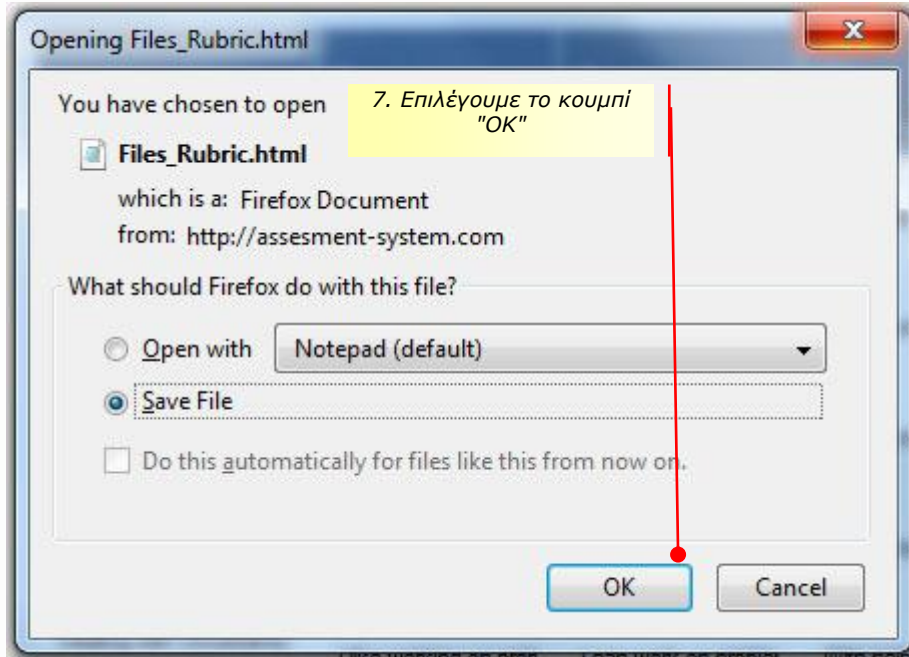 Opening Files_Rubric.html
You have chosen to open
7. Επιλέγουμε το κουμπί
"ΟΚ"
Files_Rubric.html
which is a: Firefox Document
from: http://assesment-system.com
What should Firefox do with this file?
Open with Notepad (default)
Save File
Do this automatically for files like this from now on.
OK Cancel